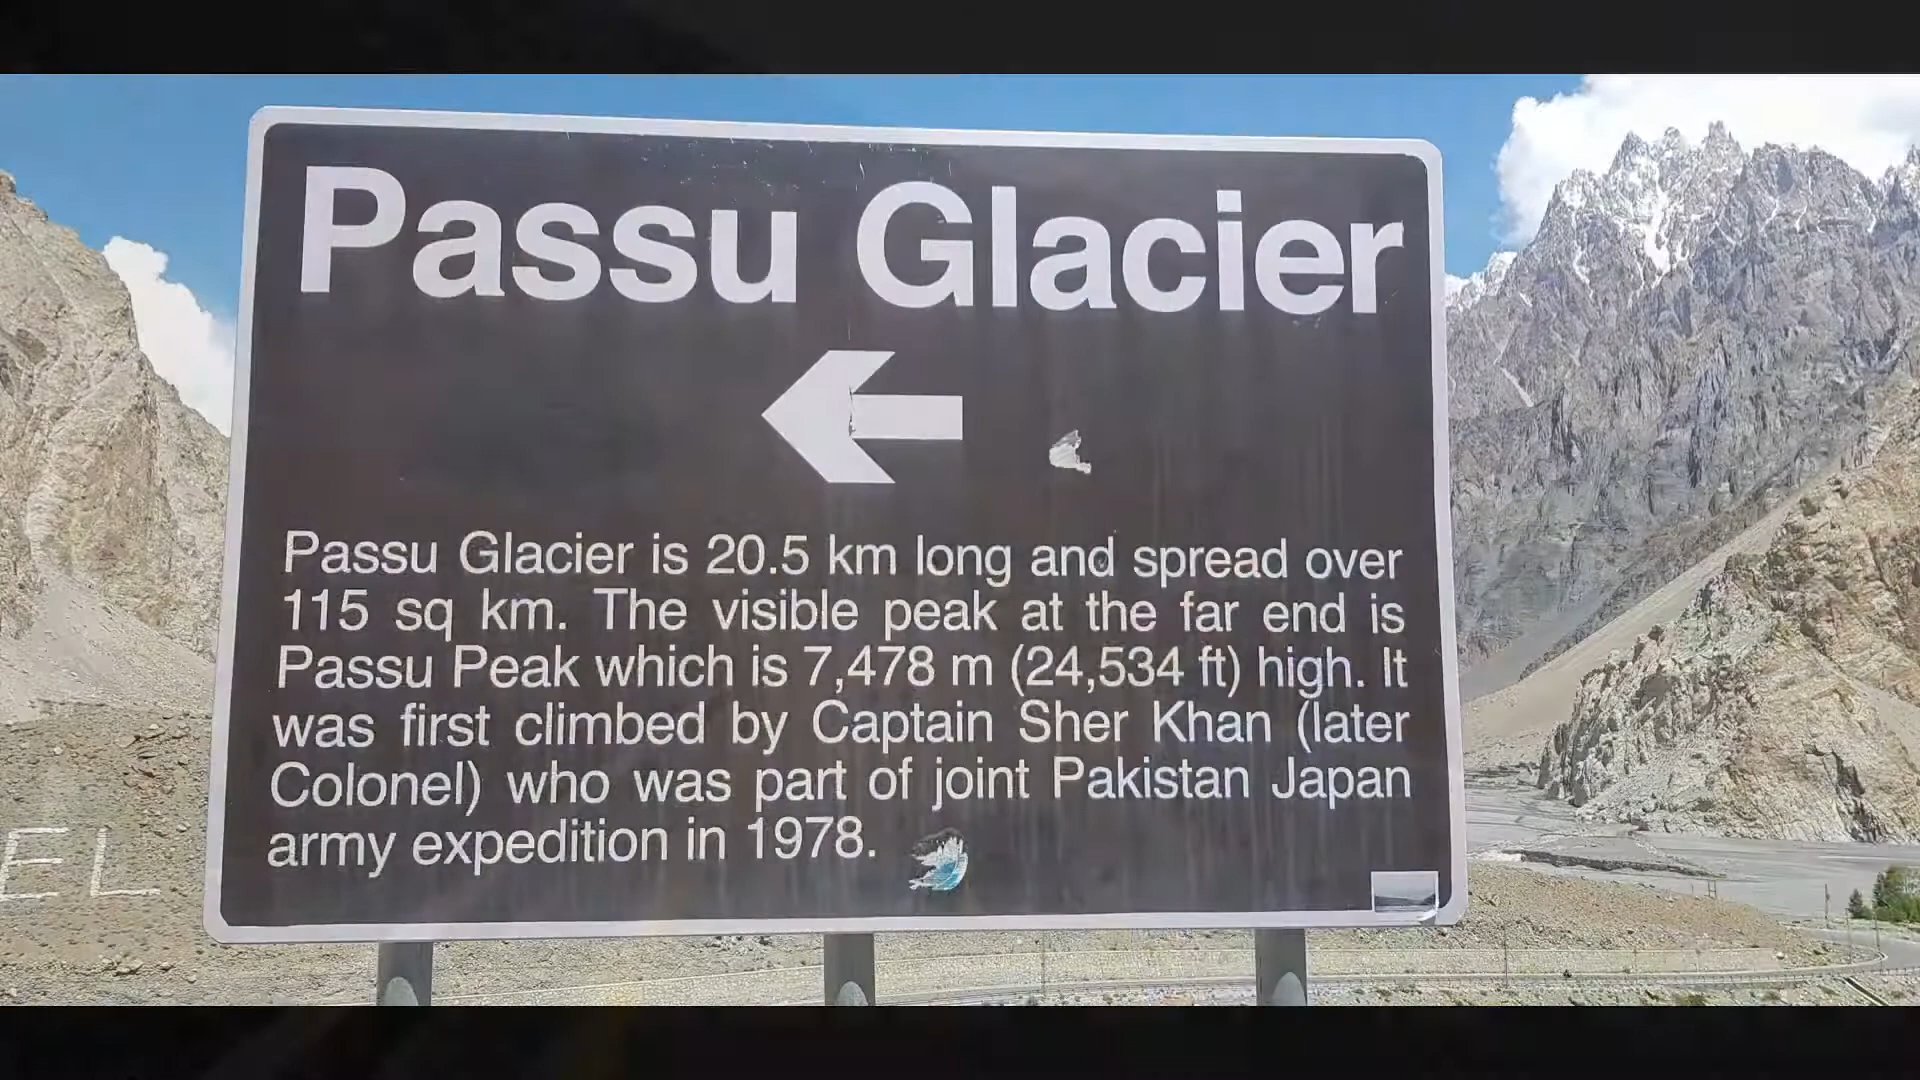 Passu Glacier
Passu Glacier is 20.5 km long and spread over
115 sq km. The visible peak at the far end is
Passu Peak which is 7,478 m (24,534 ft) high. It
was first climbed by Captain Sher Khan (later
Colonel) who was part of joint Pakistan Japan
army expedition in 1978.
EL